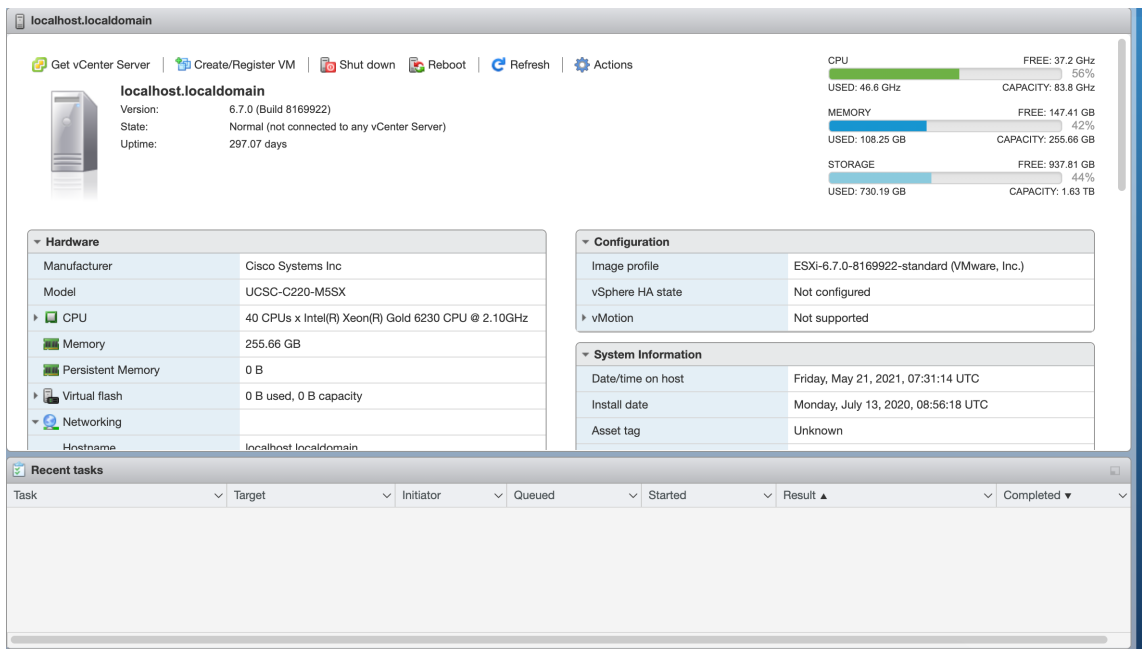 localhost.localdomain
Get vCenter Server Create/Register VM Shut down Reboot Refresh Actions
localhost.localdomain
Version: 6.7.0 (Build 8169922)
State: Normal (not connected to any vCenter Server)
Uptime: 297.07 days
CPU FREE: 37.2 GHz
56%
USED: 46.6 GHz CAPACITY: 83.8 GHz
MEMORY FREE: 147.41 GB
42%
USED: 108.25 GB CAPACITY: 255.66 GB
STORAGE FREE: 937.81 GB
44%
USED: 730.19 GB CAPACITY: 1.63 TB
Hardware
Manufacturer Cisco Systems Inc
Model UCSC-C220-M5SX
CPU 40 CPUs x Intel(R) Xeon(R) Gold 6230 CPU @ 2.10GHz
Memory 255.66 GB
Persistent Memory 0 B
Virtual flash 0 B used, 0 B capacity
Networking
Hostname localhost.localdomain
Configuration
Image profile ESXi-6.7.0-8169922-standard (VMware, Inc.)
vSphere HA state Not configured
vMotion Not supported
System Information
Date/time on host Friday, May 21, 2021, 07:31:14 UTC
Install date Monday, July 13, 2020, 08:56:18 UTC
Asset tag Unknown
Recent tasks
Task Target Initiator Queued Started Result ▲ Completed ▼